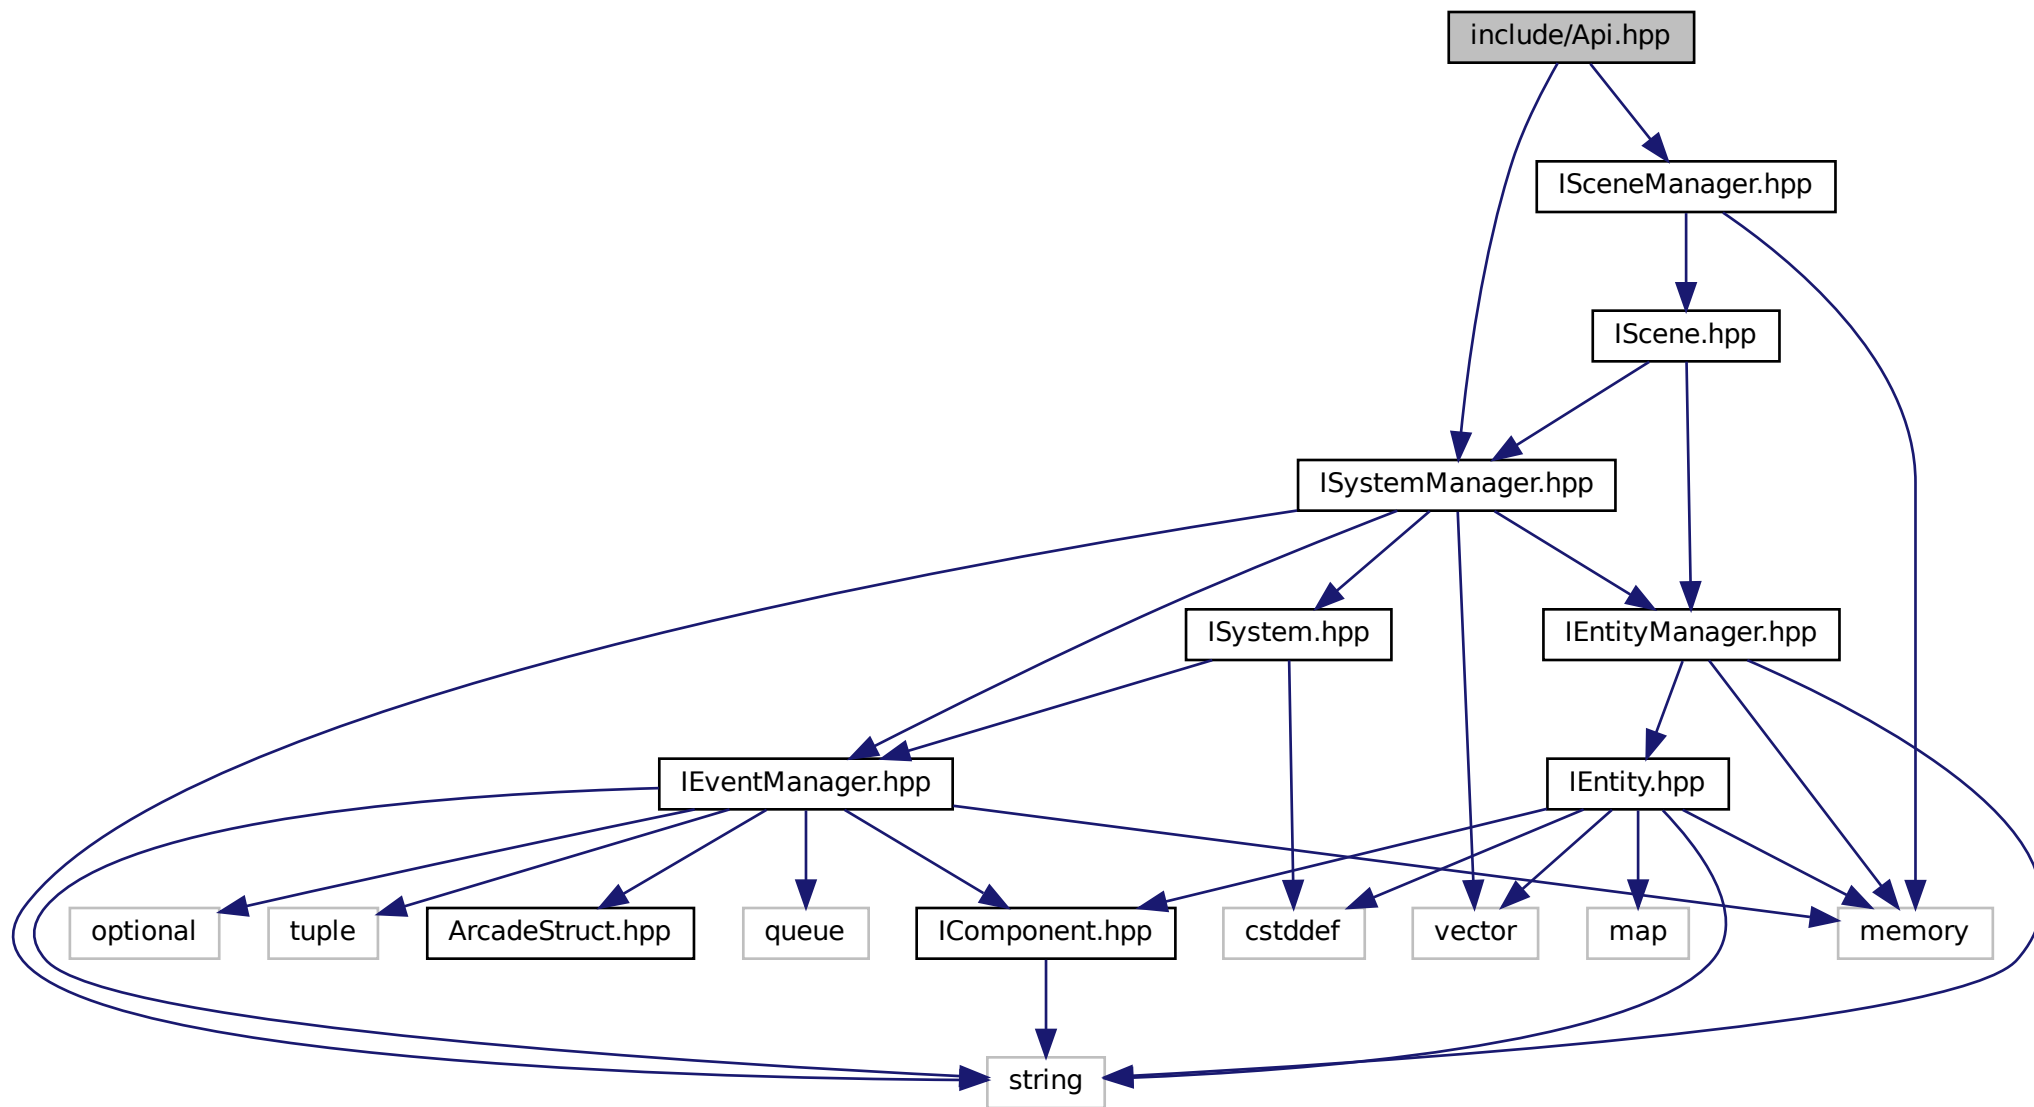 include/Api.hpp
ISceneManager.hpp
IScene.hpp
ISystemManager.hpp
ISystem.hpp
IEntityManager.hpp
IEventManager.hpp
IEntity.hpp
optional
tuple
ArcadeStruct.hpp
queue
IComponent.hpp
cstddef
vector
map
memory
string